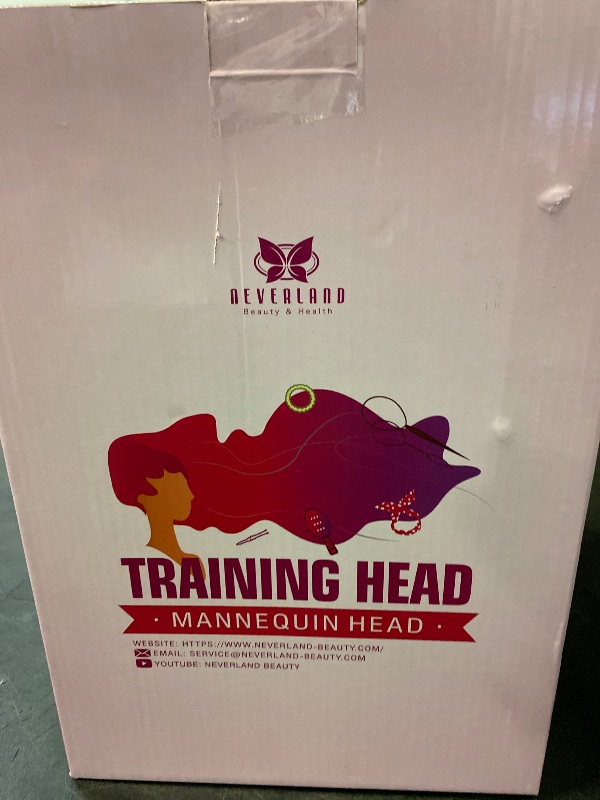 NEVERLAND
Beauty & Health
TRAINING HEAD
· MANNEQUIN HEAD ·
WEBSITE: HTTPS://WWW.NEVERLAND-BEAUTY.COM/
EMAIL: SERVICE@NEVERLAND-BEAUTY.COM
YOUTUBE: NEVERLAND BEAUTY